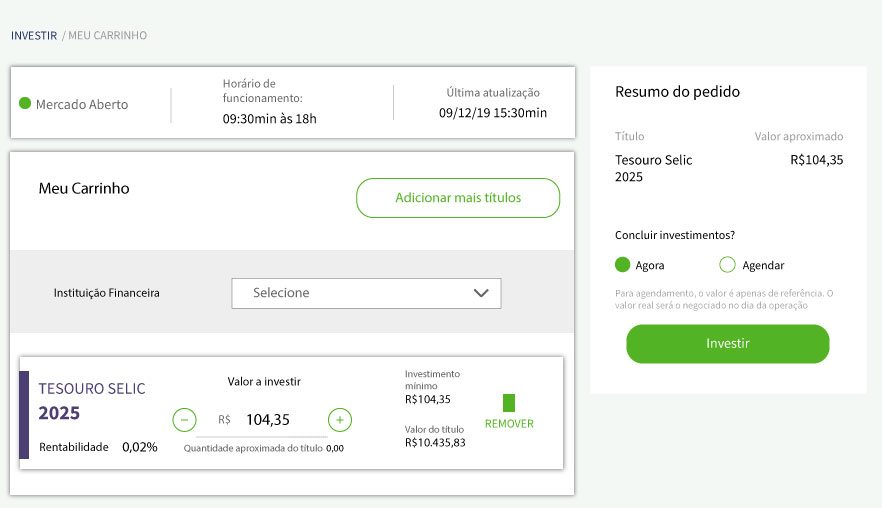 INVESTIR / MEU CARRINHO
Mercado Aberto
Horário de
funcionamento:
09:30min às 18h
Última atualização
09/12/19 15:30min
Meu Carrinho
Adicionar mais títulos
Instituição Financeira
Selecione
TESOURO SELIC
2025
Rentabilidade 0,02%
Valor a investir
R$ 104,35
Quantidade aproximada do título 0,00
Investimento
mínimo
R$104,35
Valor do título
R$10.435,83
REMOVER
Resumo do pedido
Título Valor aproximado
Tesouro Selic R$104,35
2025
Concluir investimentos?
Agora Agendar
Para agendamento, o valor é apenas de referência. O
valor real será o negociado no dia da operação
Investir